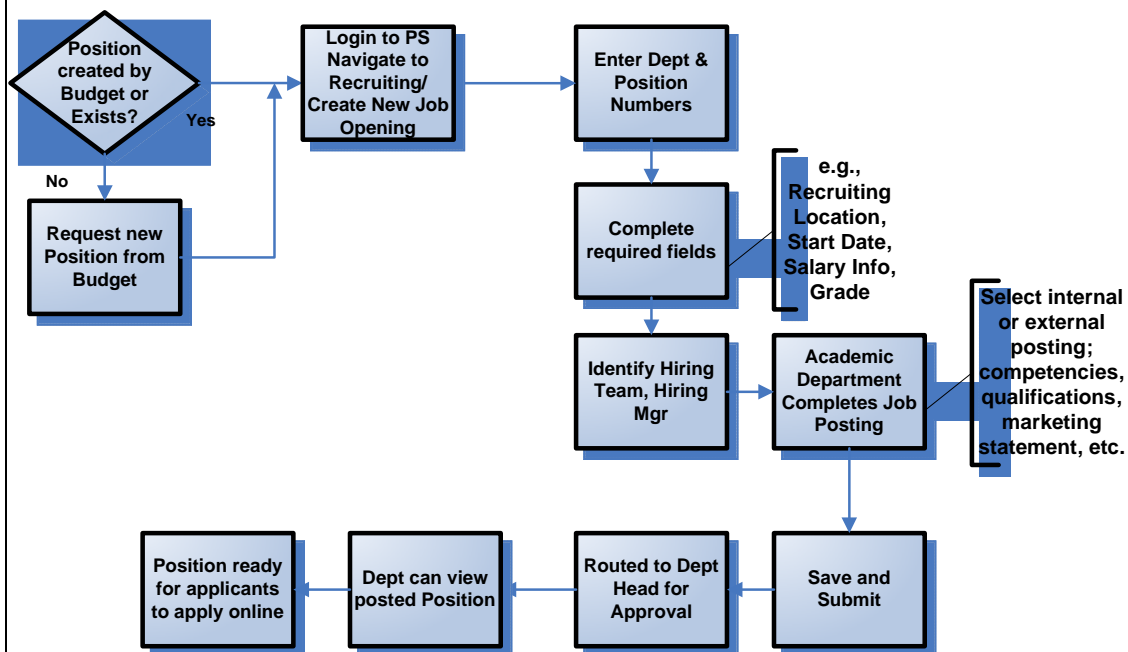 Position
created by
Budget or
Exists?
Yes
No
Request new
Position from
Budget
Login to PS
Navigate to
Recruiting/
Create New Job
Opening
Enter Dept &
Position
Numbers
Complete
required fields
e.g.,
Recruiting
Location,
Start Date,
Salary Info,
Grade
Identify Hiring
Team, Hiring
Mgr
Academic
Department
Completes Job
Posting
Select internal
or external
posting;
competencies,
qualifications,
marketing
statement, etc.
Save and
Submit
Routed to Dept
Head for
Approval
Dept can view
posted Position
Position ready
for applicants
to apply online